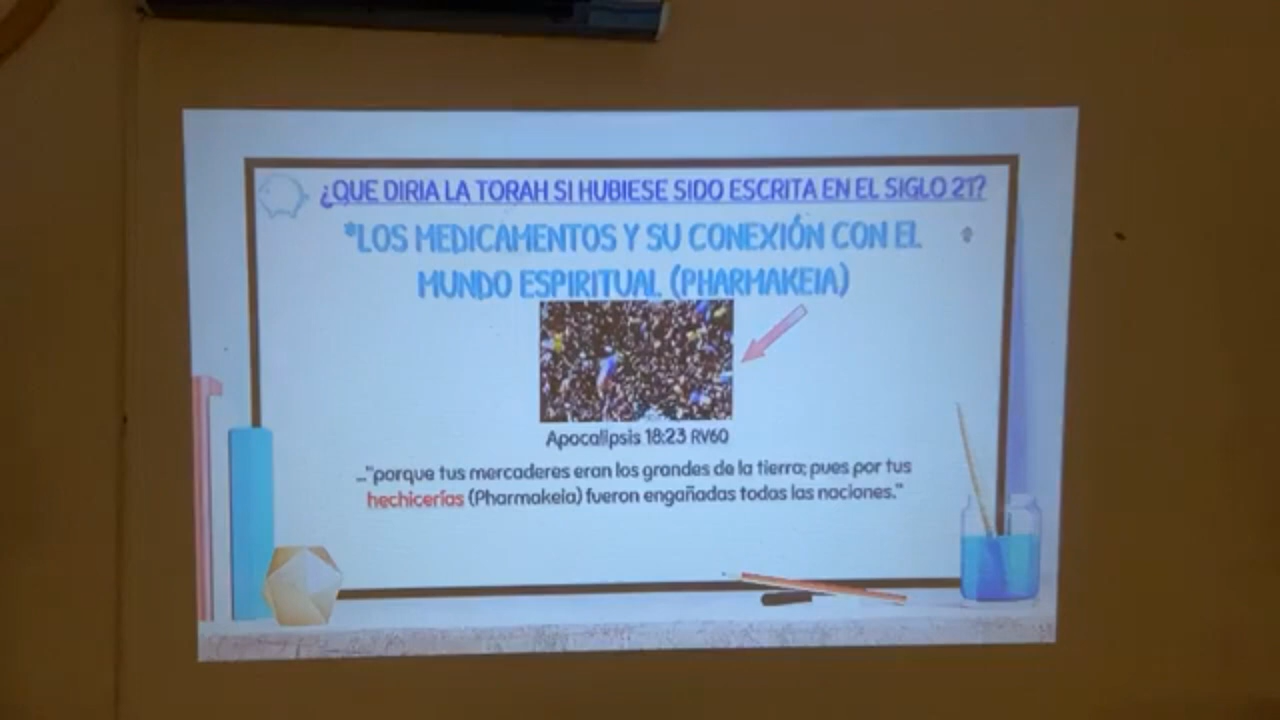 ¿QUE DIRIA LA TORAH SI HUBIESE SIDO ESCRITA EN EL SIGLO 21?
*LOS MEDICAMENTOS Y SU CONEXIÓN CON EL
MUNDO ESPIRITUAL (PHARMAKEIA)
Apocalipsis 18:23 RV60
..."porque tus mercaderes eran los grandes de la tierra; pues por tus
hechicerías (Pharmakeia) fueron engañadas todas las naciones."